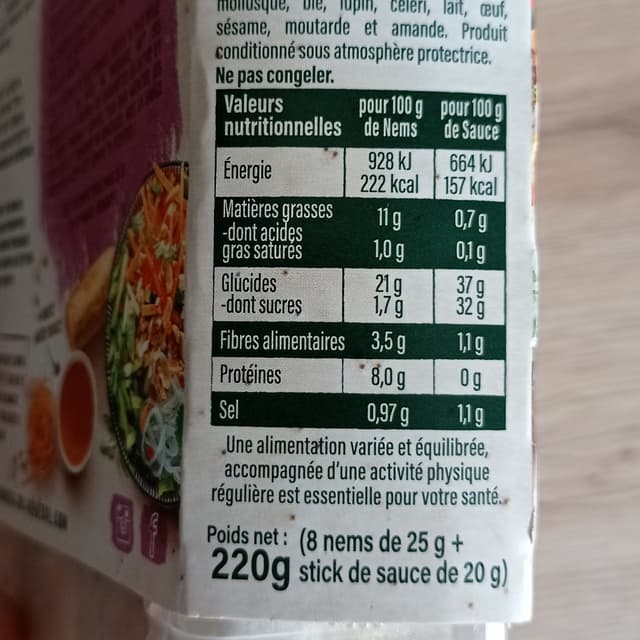 mollusque, blé, lupin, céleri, lait, œuf,
sésame, moutarde et amande. Produit
conditionné sous atmosphère protectrice.
Ne pas congeler.
Valeurs nutritionnelles pour 100 g de Nems pour 100 g de Sauce
Énergie 928 kJ 222 kcal 664 kJ 157 kcal
Matières grasses 11 g 0,7 g
-dont acides gras saturés 1,0 g 0,1 g
Glucides 21 g 37 g
-dont sucres 1,7 g 32 g
Fibres alimentaires 3,5 g 1,1 g
Protéines 8,0 g 0 g
Sel 0,97 g 1,1 g
Une alimentation variée et équilibrée,
accompagnée d'une activité physique
régulière est essentielle pour votre santé.
Poids net : (8 nems de 25 g +
220g stick de sauce de 20 g)